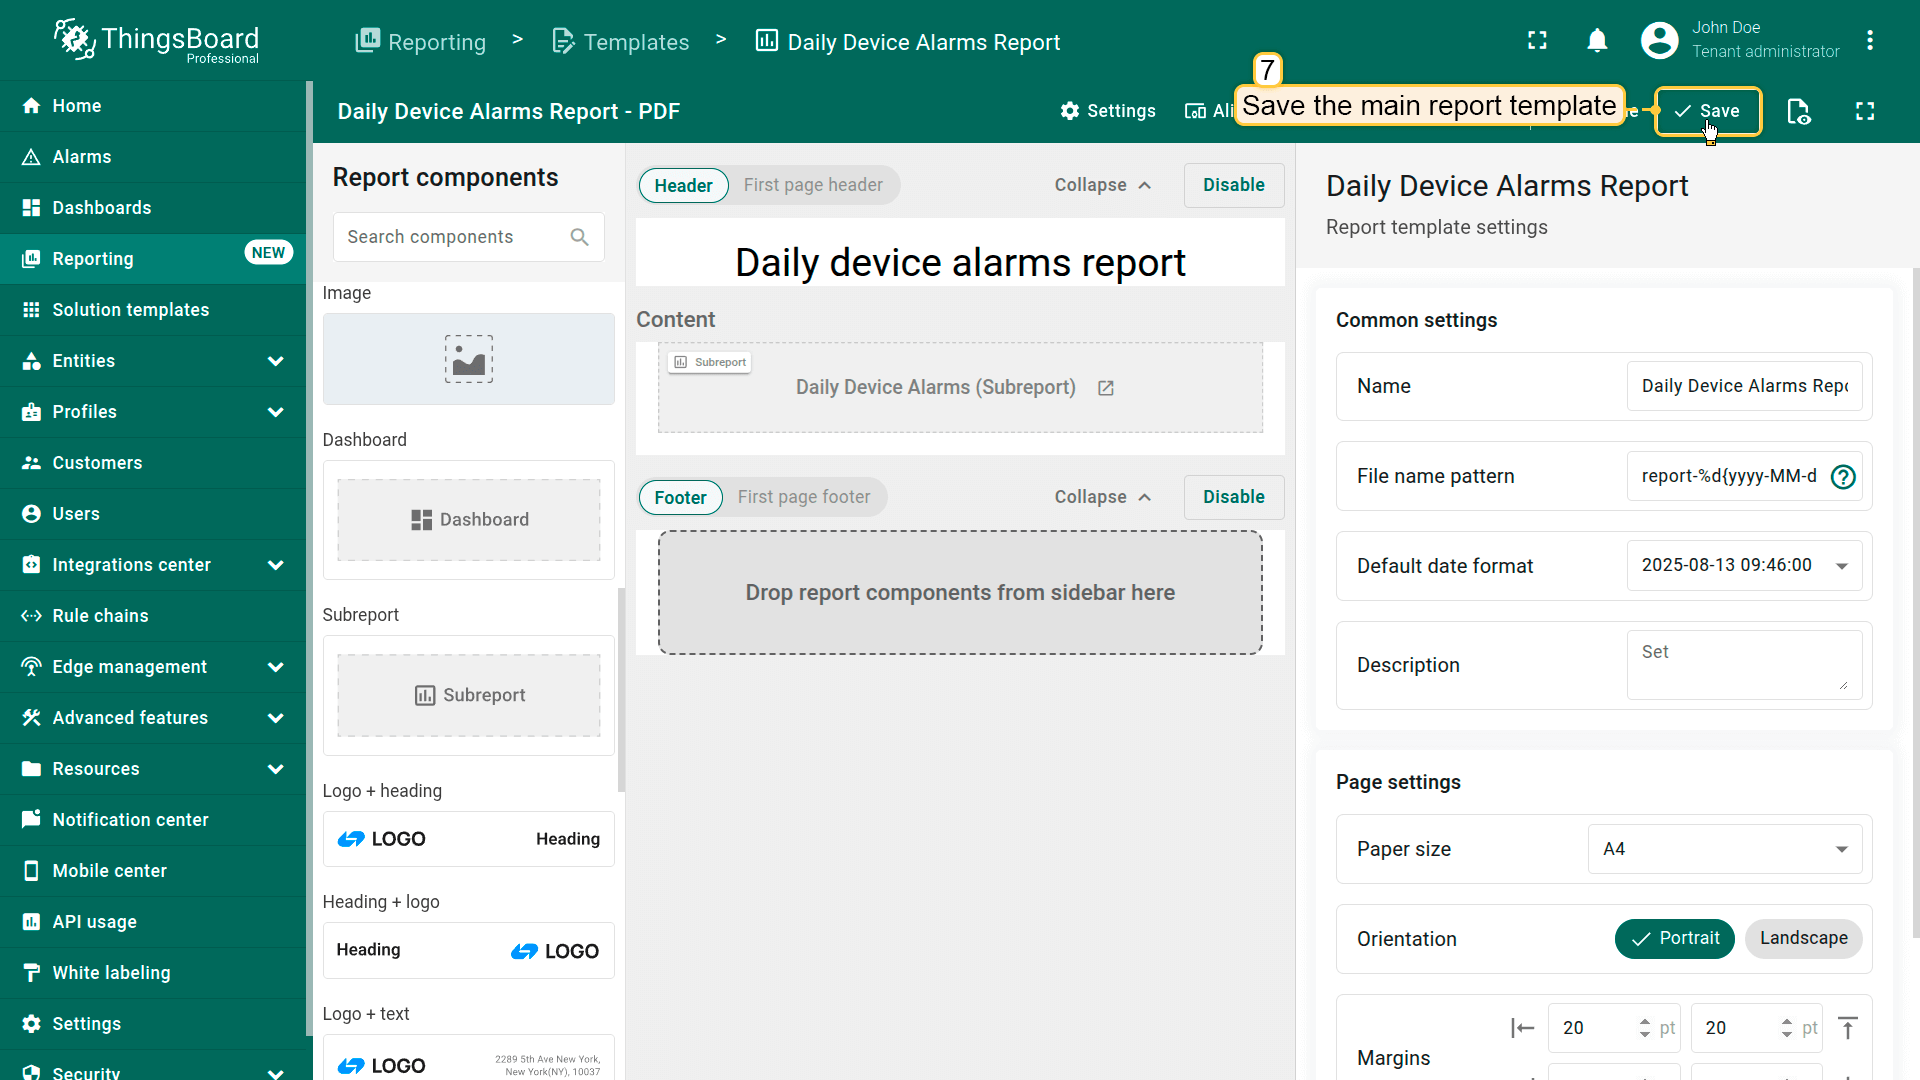 ThingsBoard
Professional
Reporting > Templates > Daily Device Alarms Report
John Doe
Tenant administrator
7
Save the main report template
Daily Device Alarms Report - PDF
Settings
Save
Home
Alarms
Dashboards
Reporting
NEW
Solution templates
Entities
Profiles
Customers
Users
Integrations center
Rule chains
Edge management
Advanced features
Resources
Notification center
Mobile center
API usage
White labeling
Settings
Security
Report components
Search components
Image
Dashboard
Dashboard
Subreport
Subreport
Logo + heading
LOGO Heading
Heading + logo
Heading LOGO
Logo + text
LOGO
2289 5th Ave New York,
New York(NY), 10037
Header First page header
Collapse
Disable
Daily device alarms report
Content
Subreport
Daily Device Alarms (Subreport)
Footer First page footer
Collapse
Disable
Drop report components from sidebar here
Daily Device Alarms Report
Report template settings
Common settings
Name
Daily Device Alarms Repo
File name pattern
report-%d{yyyy-MM-d
Default date format
2025-08-13 09:46:00
Description
Set
Page settings
Paper size
A4
Orientation
Portrait
Landscape
Margins
20 pt
20 pt